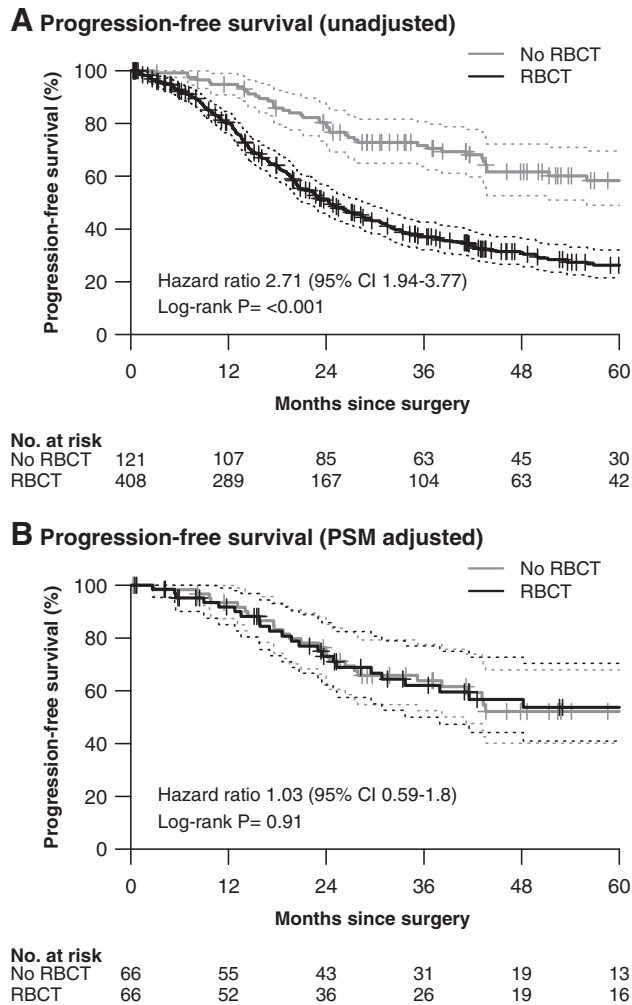 A Progression-free survival (unadjusted)
No RBCT
RBCT
Progression-free survival (%)
100
80
60
40
20
0
Hazard ratio 2.71 (95% CI 1.94-3.77)
Log-rank P= <0.001
0 12 24 36 48 60
Months since surgery
No. at risk
No RBCT 121 107 85 63 45 30
RBCT 408 289 167 104 63 42
B Progression-free survival (PSM adjusted)
No RBCT
RBCT
Progression-free survival (%)
100
80
60
40
20
0
Hazard ratio 1.03 (95% CI 0.59-1.8)
Log-rank P= 0.91
0 12 24 36 48 60
Months since surgery
No. at risk
No RBCT 66 55 43 31 19 13
RBCT 66 52 36 26 19 16